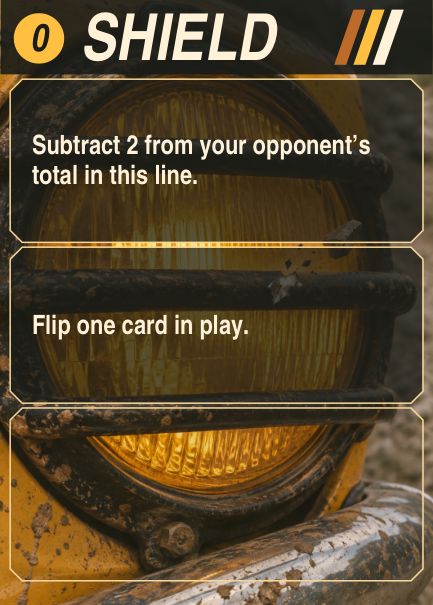 0 SHIELD
Subtract 2 from your opponent’s
total in this line.
Flip one card in play.